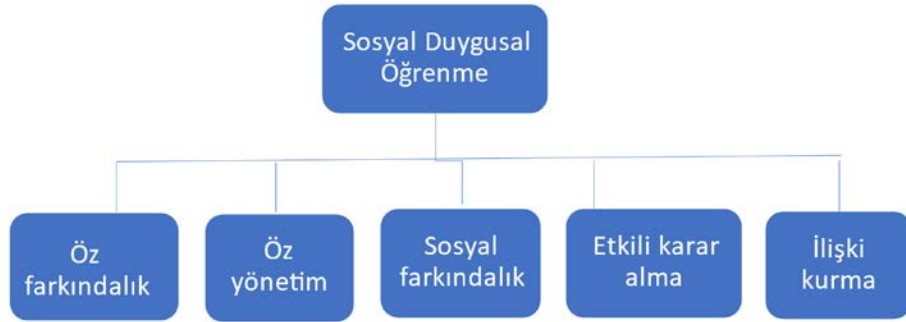 Sosyal Duygusal
Öğrenme
Öz
farkındalık
Öz
yönetim
Sosyal
farkındalık
Etkili karar
alma
İlişki
kurma